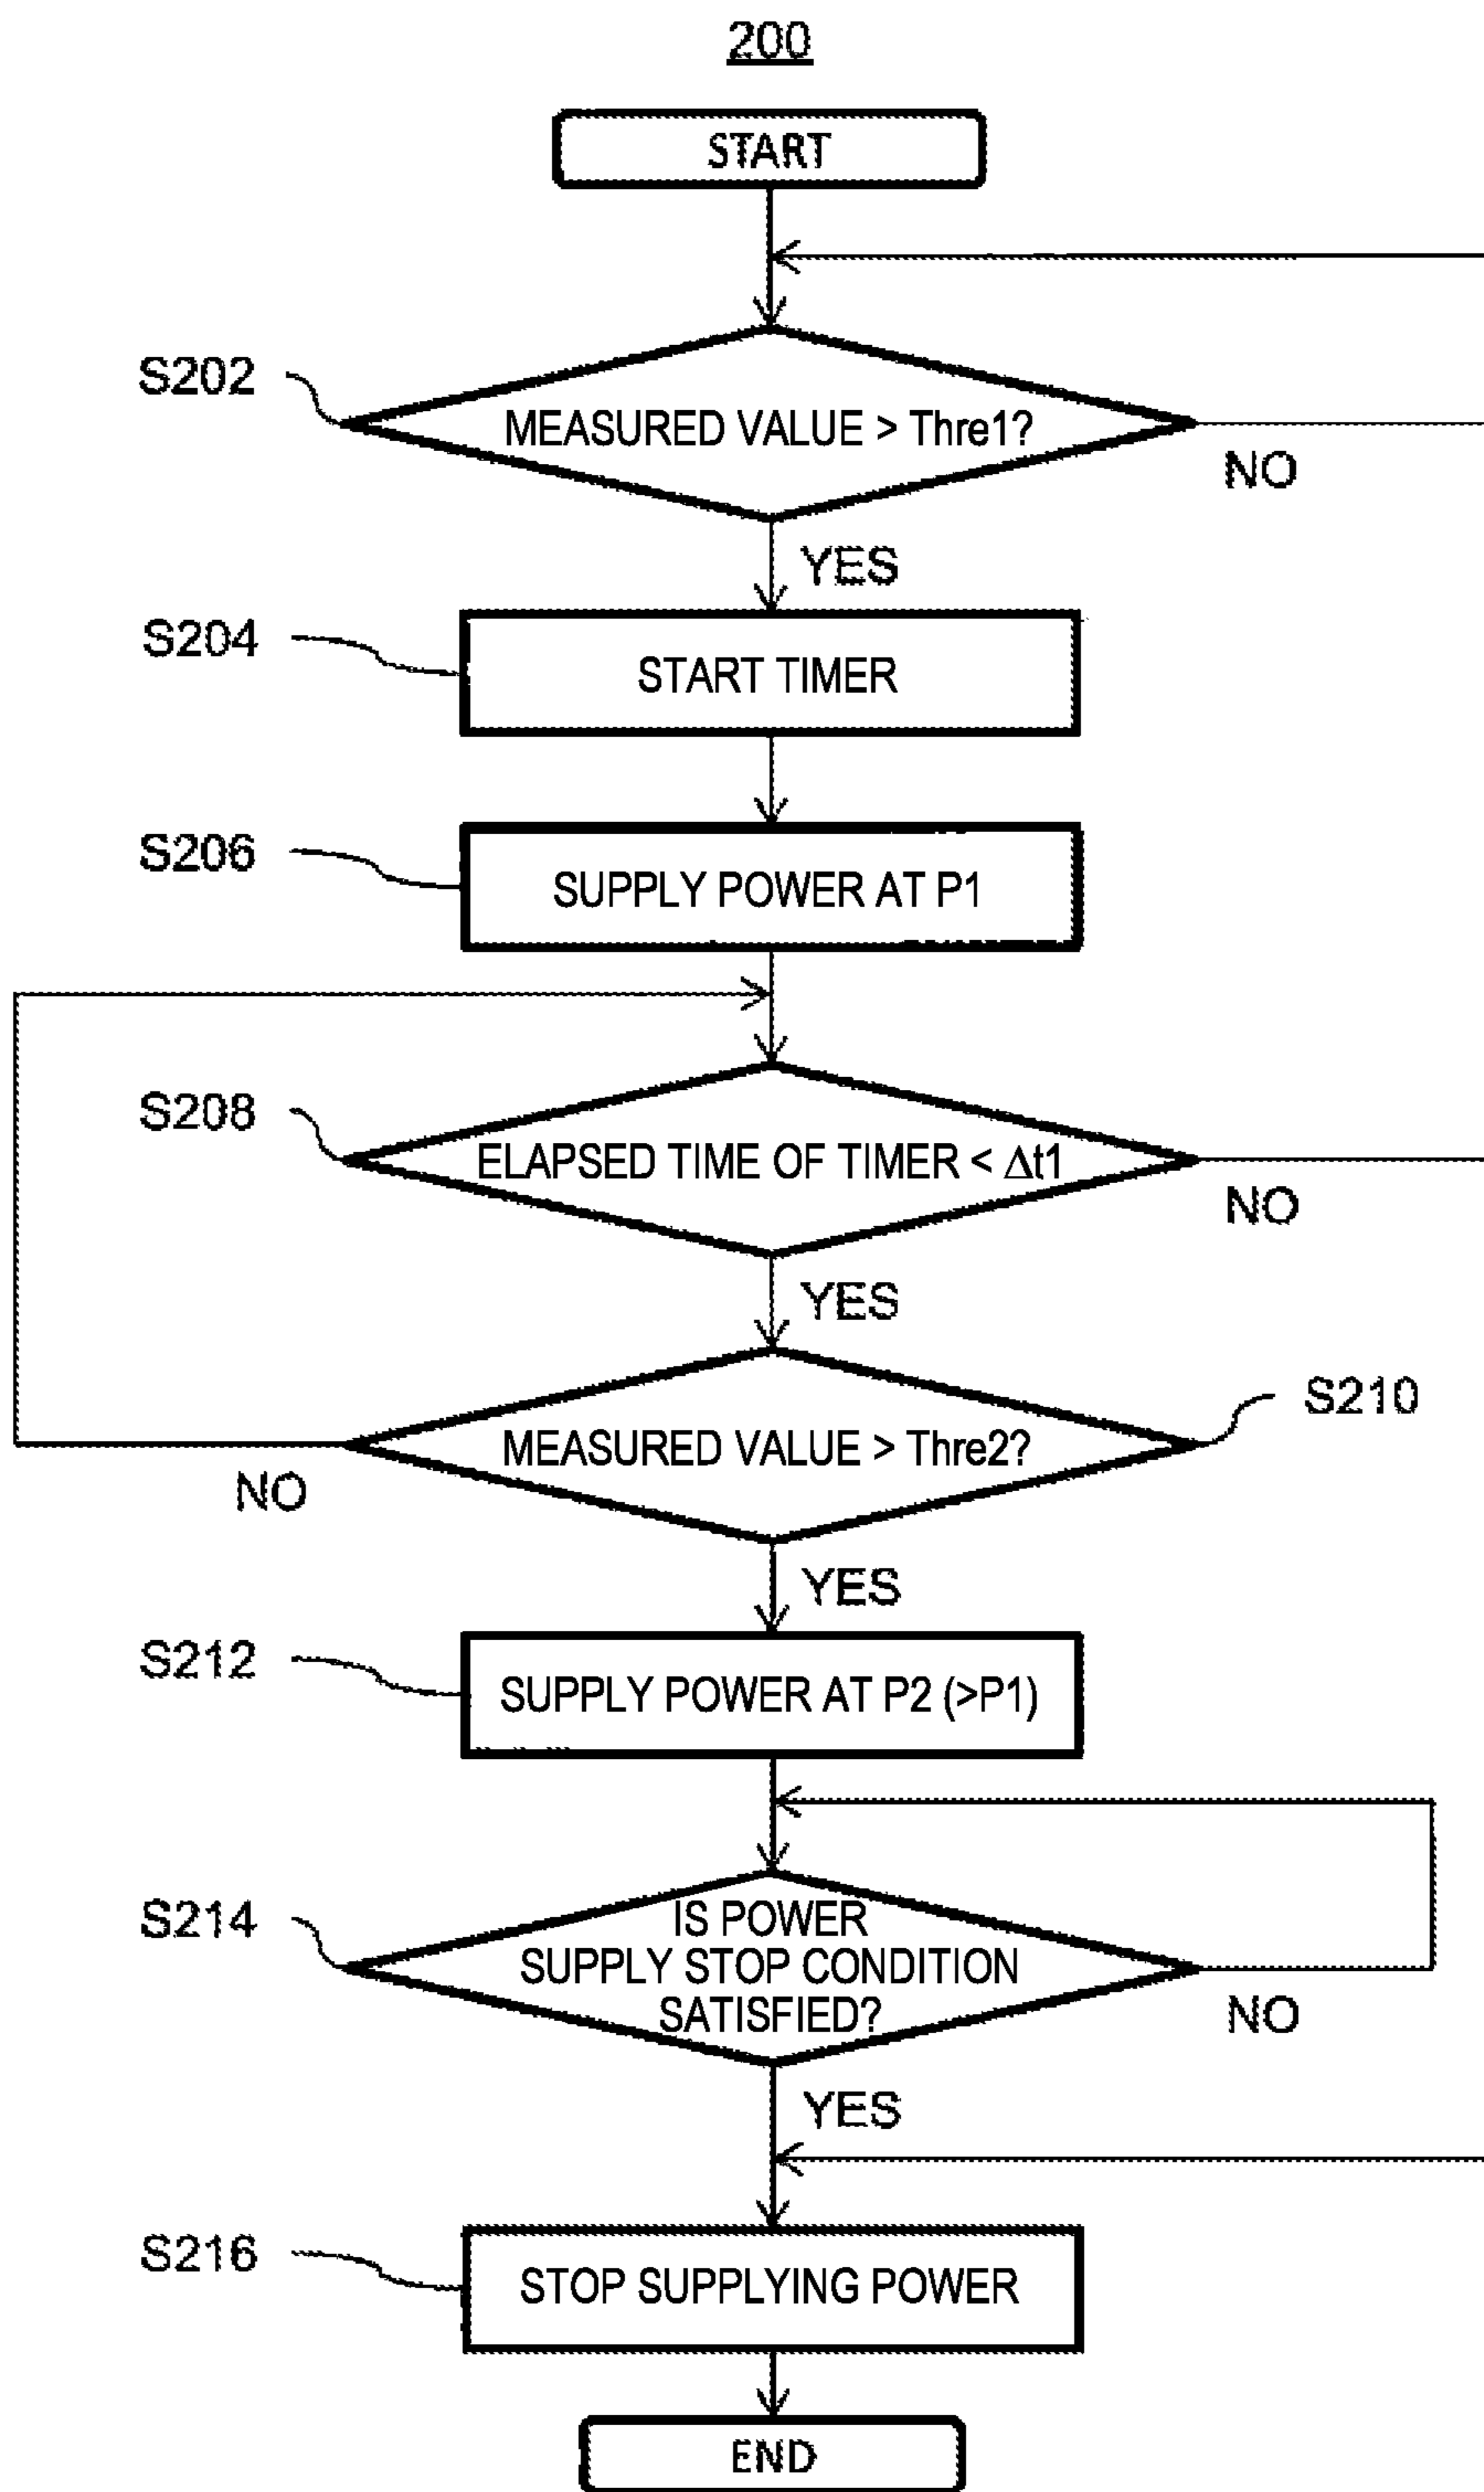 200
START
S202
MEASURED VALUE > Thre1?
NO
YES
S204
START TIMER
S206
SUPPLY POWER AT P1
S208
ELAPSED TIME OF TIMER < Δt1
NO
YES
S210
MEASURED VALUE > Thre2?
NO
YES
S212
SUPPLY POWER AT P2 (>P1)
S214
IS POWER
SUPPLY STOP CONDITION
SATISFIED?
NO
YES
S216
STOP SUPPLYING POWER
END